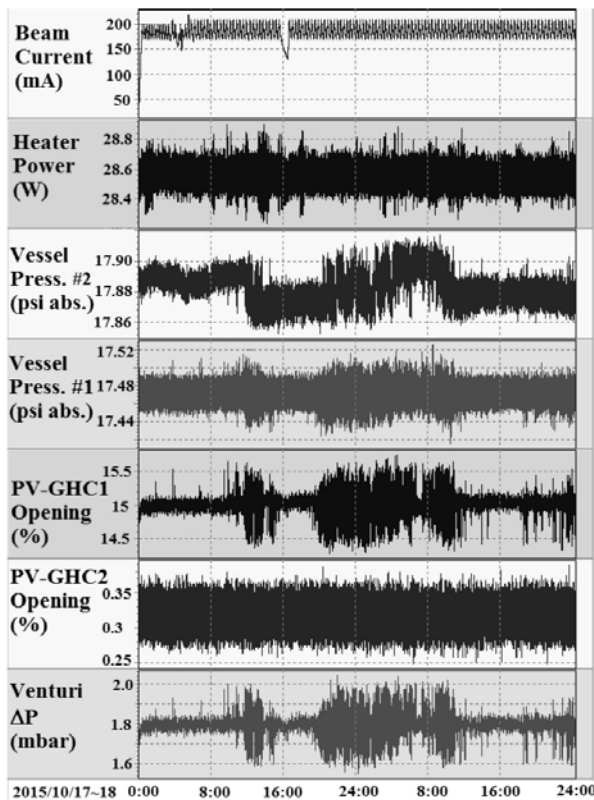 Beam
Current
(mA)
200
150
100
50
Heater
Power
(W)
28.8
28.6
28.4
Vessel
Press. #2
(psi abs.)
17.90
17.88
17.86
Vessel
Press. #1
(psi abs.)
17.52
17.48
17.44
PV-GHC1
Opening
(%)
15.5
15
14.5
PV-GHC2
Opening
(%)
0.35
0.3
0.25
Venturi
ΔP
(mbar)
2.0
1.8
1.6
2015/10/17~18 0:00 8:00 16:00 24:00 8:00 16:00 24:00